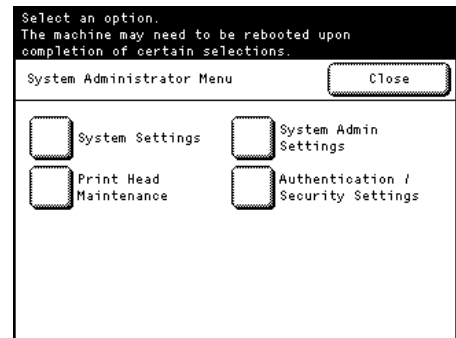 Select an option.
The machine may need to be rebooted upon
completion of certain selections.
System Administrator Menu
Close
System Settings
System Admin
Settings
Print Head
Maintenance
Authentication /
Security Settings